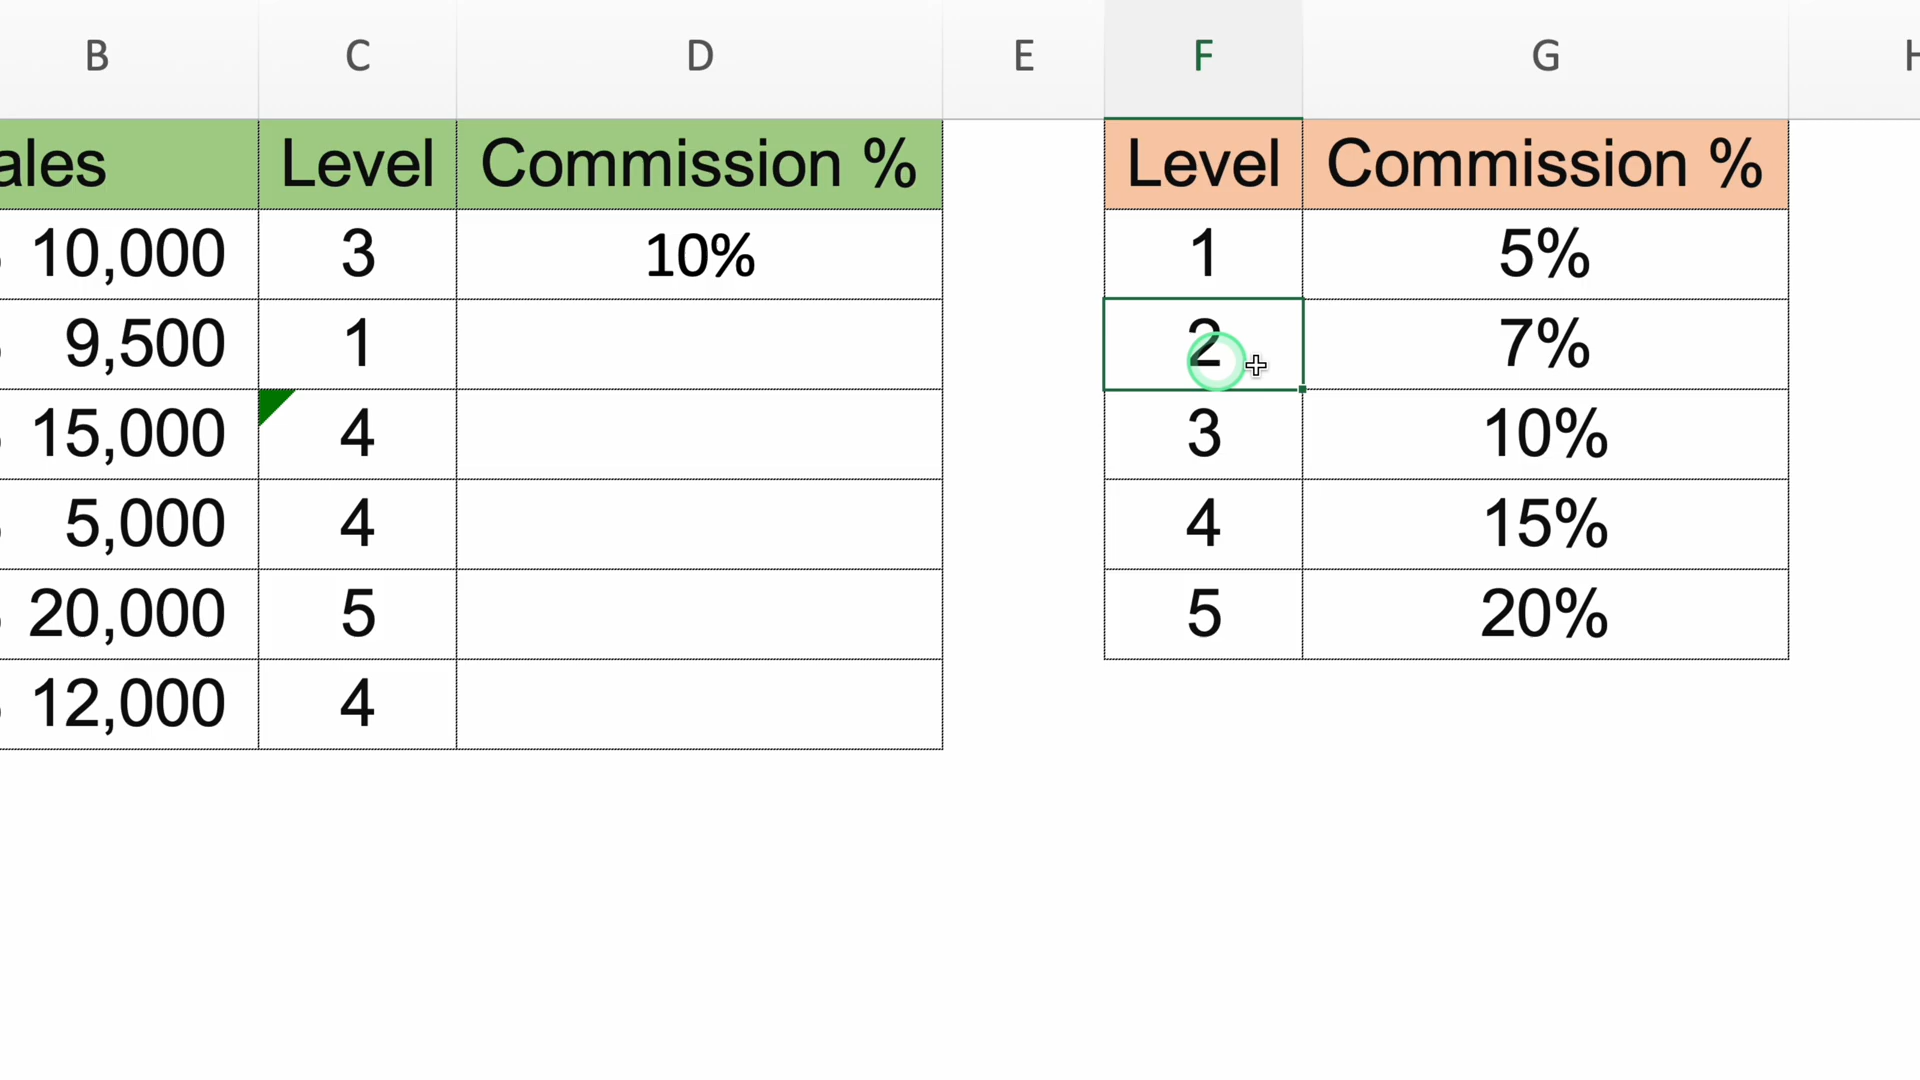 B C D E F G H
ales Level Commission % Level Commission %
10,000 3 10% 1 5%
9,500 1 2 7%
15,000 4 3 10%
5,000 4 4 15%
20,000 5 5 20%
12,000 4